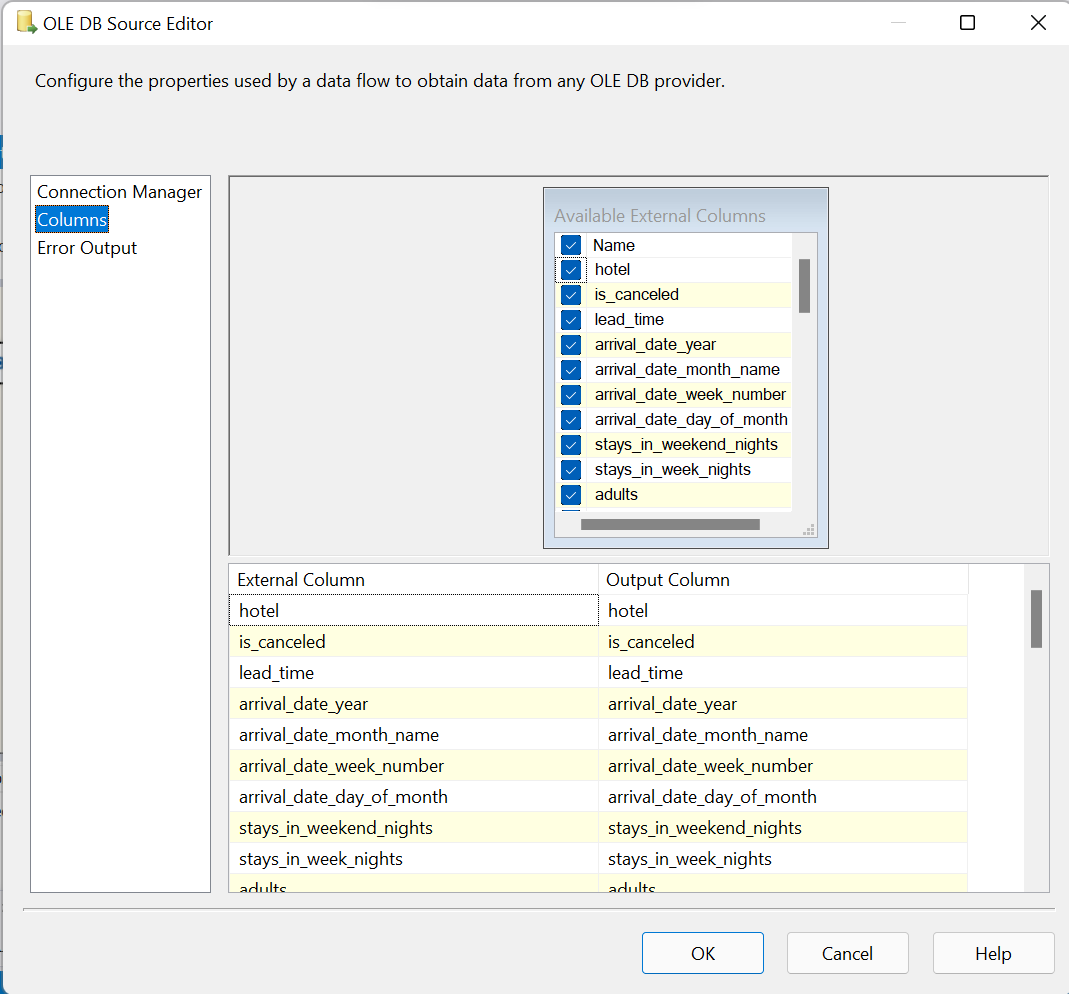 OLE DB Source Editor
Configure the properties used by a data flow to obtain data from any OLE DB provider.
Connection Manager
Columns
Error Output
Available External Columns
Name
hotel
is_canceled
lead_time
arrival_date_year
arrival_date_month_name
arrival_date_week_number
arrival_date_day_of_month
stays_in_weekend_nights
stays_in_week_nights
adults
External Column Output Column
hotel hotel
is_canceled is_canceled
lead_time lead_time
arrival_date_year arrival_date_year
arrival_date_month_name arrival_date_month_name
arrival_date_week_number arrival_date_week_number
arrival_date_day_of_month arrival_date_day_of_month
stays_in_weekend_nights stays_in_weekend_nights
stays_in_week_nights stays_in_week_nights
adults adults
OK Cancel Help